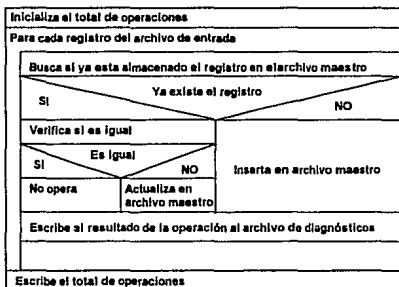 Inicializa el total de operaciones
Para cada registro del archivo de entrada
Busca si ya esta almacenado el registro en elarchivo maestro
Ya existe el registro
SI
NO
Verifica si es igual
Es igual
SI
NO
Inserta en archivo maestro
No opera
Actualiza en
archivo maestro
Escribe el resultado de la operación al archivo de diagnósticos
Escribe el total de operaciones